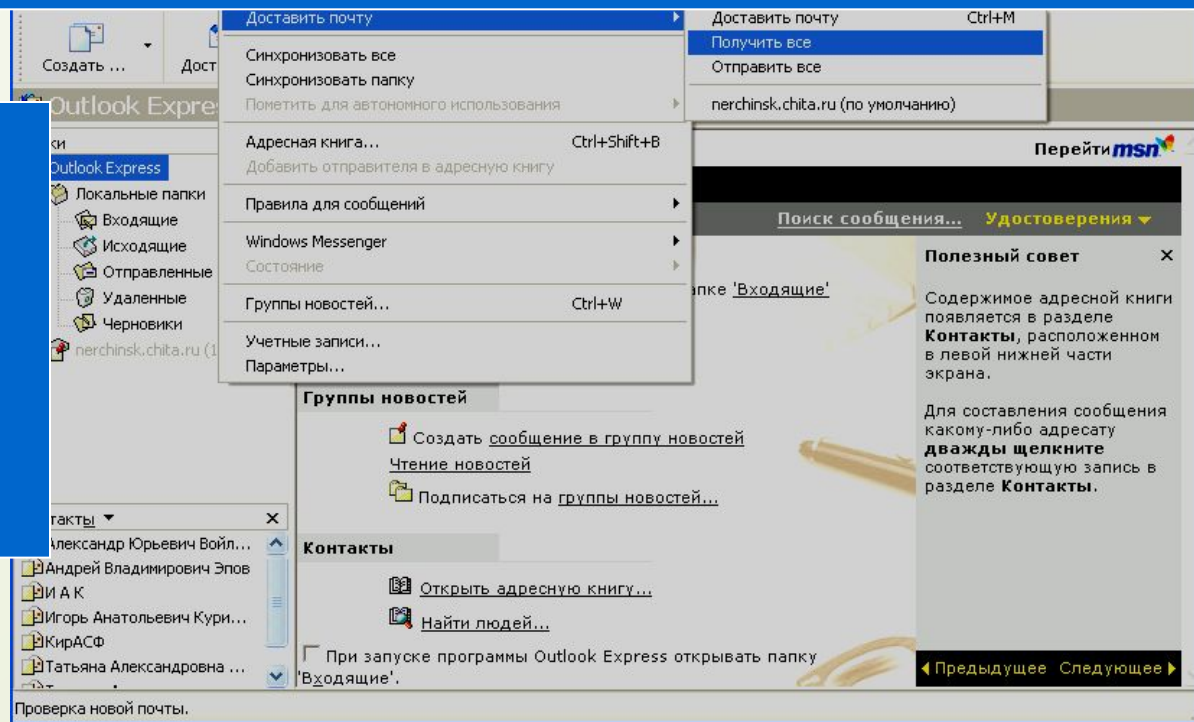 Доставить почту
Доставить почту Ctrl+M
Получить все
Отправить все
nerchinsk.chita.ru (по умолчанию)
Создать ...
Дост
Синхронизовать все
Синхронизовать папку
Пометить для автономного использования
Адресная книга... Ctrl+Shift+B
Добавить отправителя в адресную книгу
Правила для сообщений
Windows Messenger
Состояние
Группы новостей... Ctrl+W
Учетные записи...
Параметры...
Outlook Expre
ки
Outlook Express
Локальные папки
Входящие
Исходящие
Отправленные
Удаленные
Черновики
nerchinsk.chita.ru (1
Перейти msn
Поиск сообщения... Удостоверения
апке 'Входящие'
Группы новостей
Создать сообщение в группу новостей
Чтение новостей
Подписаться на группы новостей...
Контакты
Открыть адресную книгу...
Найти людей...
При запуске программы Outlook Express открывать папку
'Входящие'.
Полезный совет
Содержимое адресной книги
появляется в разделе
Контакты, расположенном
в левой нижней части
экрана.
Для составления сообщения
какому-либо адресату
дважды щелкните
соответствующую запись в
разделе Контакты.
Предыдущее Следующее
такты
Александр Юрьевич Войл...
Андрей Владимирович Эпов
И А К
Игорь Анатольевич Кури...
КирАСФ
Татьяна Александровна ...
Проверка новой почты.